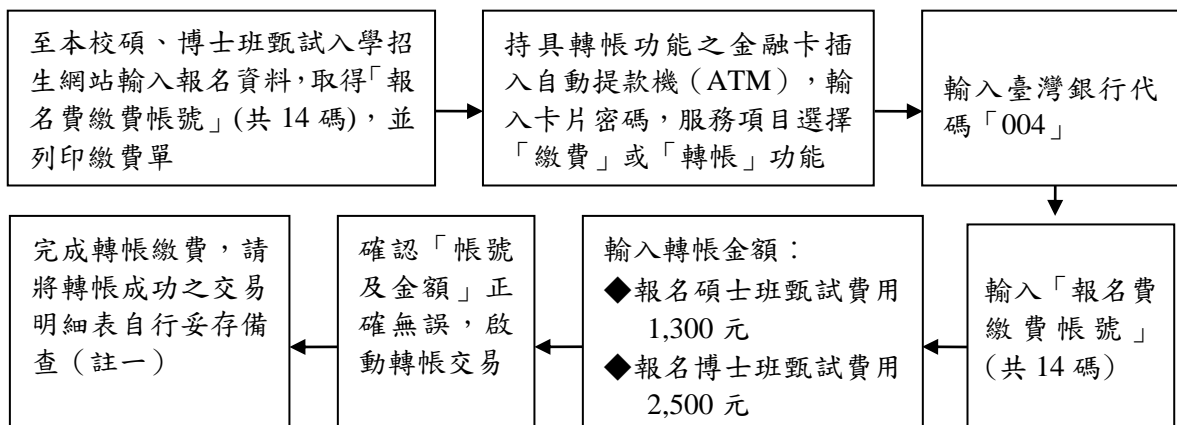 至本校碩、博士班甄試入學招
生網站輸入報名資料,取得「報
名費繳費帳號」(共 14 碼)，並
列印繳費單
持具轉帳功能之金融卡插
入自動提款機（ATM），輸
入卡片密碼，服務項目選擇
「繳費」或「轉帳」功能
輸入臺灣銀行代
碼「004」
輸入「報名費
繳費帳號」
(共 14 碼)
輸入轉帳金額：
◆報名碩士班甄試費用
1,300 元
◆報名博士班甄試費用
2,500 元
確認「帳號
及金額」正
確無誤，啟
動轉帳交易
完成轉帳繳費，請
將轉帳成功之交易
明細表自行妥存備
查（註一）